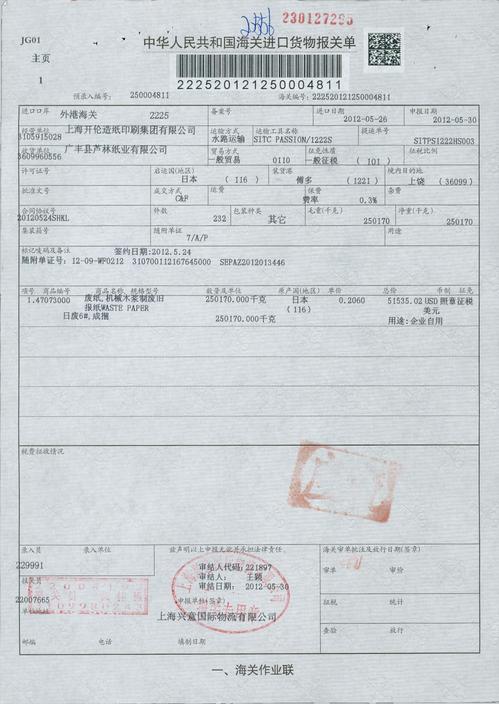 2356 230127295
JG01
中华人民共和国海关进口货物报关单
主页
1
222520121250004811
预录入编号: 250004811 海关编号: 222520121250004811
进口口岸 外港海关 2225 备案号 进口日期 2012-05-26 申报日期 2012-05-30
经营单位 上海开伦造纸印刷集团有限公司 3105915028 运输方式 水路运输 运输工具名称 SITC PASSION/1222S 提运单号 SITPSI222HS003
收货单位 广丰县芦林纸业有限公司 3609960556 贸易方式 一般贸易 0110 征免性质 一般征税 (101) 征税比例
许可证号 启运国(地区) 日本 (116) 装货港 博多 (1221) 境内目的地 上饶 (36099)
批准文号 成交方式 C&F 运费 保费 费率 0.3% 杂费
合同协议号 20120524SHKL 件数 232 包装种类 其它 毛重(千克) 250170 净重(千克) 250170
集装箱号 随附单证 7/A/P 用途
标记唛码及备注 签约日期:2012.5.24
随附单证号: 12-09-WP0212 310700112167645000 SEPAZ2012013446
项号 商品编号 商品名称、规格型号 数量及单位 原产国(地区) 单价 总价 币制 征免
1.47073000 废纸,机械木浆制废旧 250170.000千克 日本 0.2060 51535.02 USD 照章征税
报纸WASTE PAPER (116) 美元
日废6#,成捆 250170.000千克 用途:企业自用
税费征收情况
录入员 录入单位 兹声明以上申报无讹并承担法律责任. 海关审单批注及放行日期(签章)
229991 审结人代码: 221897 审单 审价
报关员 审结人姓名: 王颖
22007665 审结日期: 2012-05-30 征税 统计
单位地址 申报单位(签章)
上海兴意国际物流有限公司 查验 放行
邮编 电话 填制日期
一、海关作业联